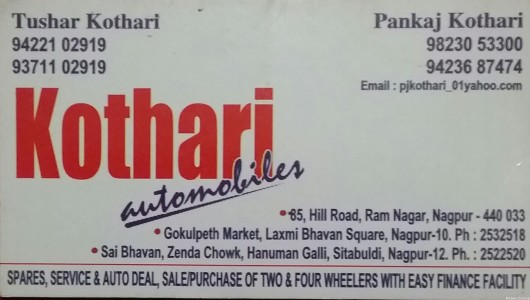 Tushar Kothari
94221 02919
93711 02919
Pankaj Kothari
98230 53300
94236 87474
Email : pjkothari_01yahoo.com
Kothari
automobiles
• 85, Hill Road, Ram Nagar, Nagpur - 440 033
• Gokulpeth Market, Laxmi Bhavan Square, Nagpur-10. Ph : 2532518
• Sai Bhavan, Zenda Chowk, Hanuman Galli, Sitabuldi, Nagpur-12. Ph. : 2522520
SPARES, SERVICE & AUTO DEAL, SALE/PURCHASE OF TWO & FOUR WHEELERS WITH EASY FINANCE FACILITY